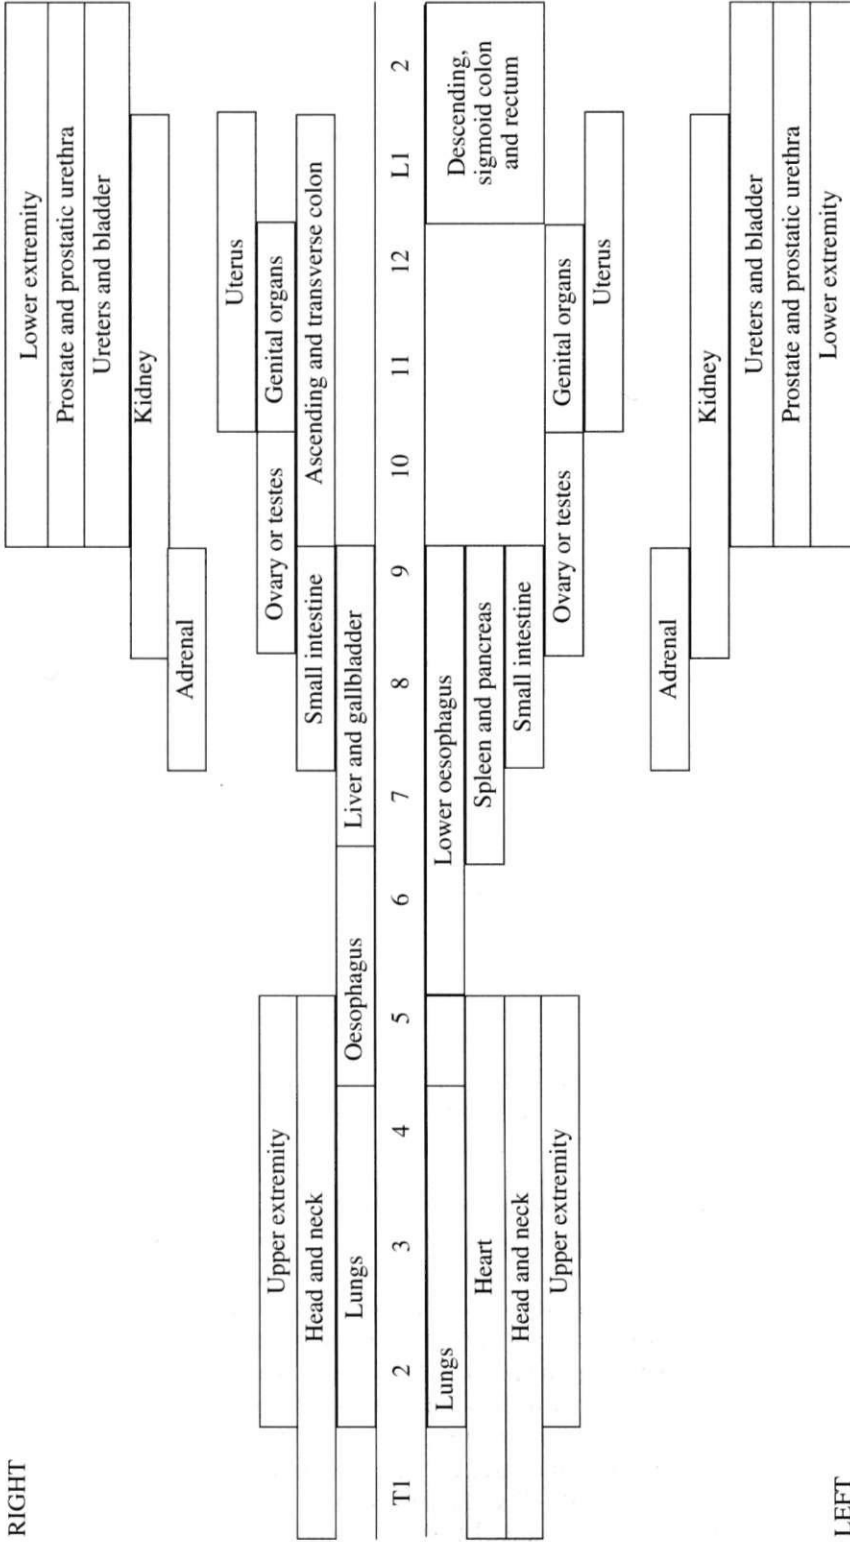 RIGHT
Lower extremity
Prostate and prostatic urethra
Ureters and bladder
Kidney
Adrenal
Uterus
Upper extremity
Genital organs
Ovary or testes
Head and neck
Ascending and transverse colon
Small intestine
Lungs
Oesophagus
Liver and gallbladder
T1 2 3 4 5 6 7 8 9 10 11 12 L1 2
Lungs
Lower oesophagus
Descending,
sigmoid colon
and rectum
Heart
Spleen and pancreas
Head and neck
Small intestine
Upper extremity
Ovary or testes
Genital organs
Uterus
Adrenal
Kidney
Ureters and bladder
Prostate and prostatic urethra
Lower extremity
LEFT